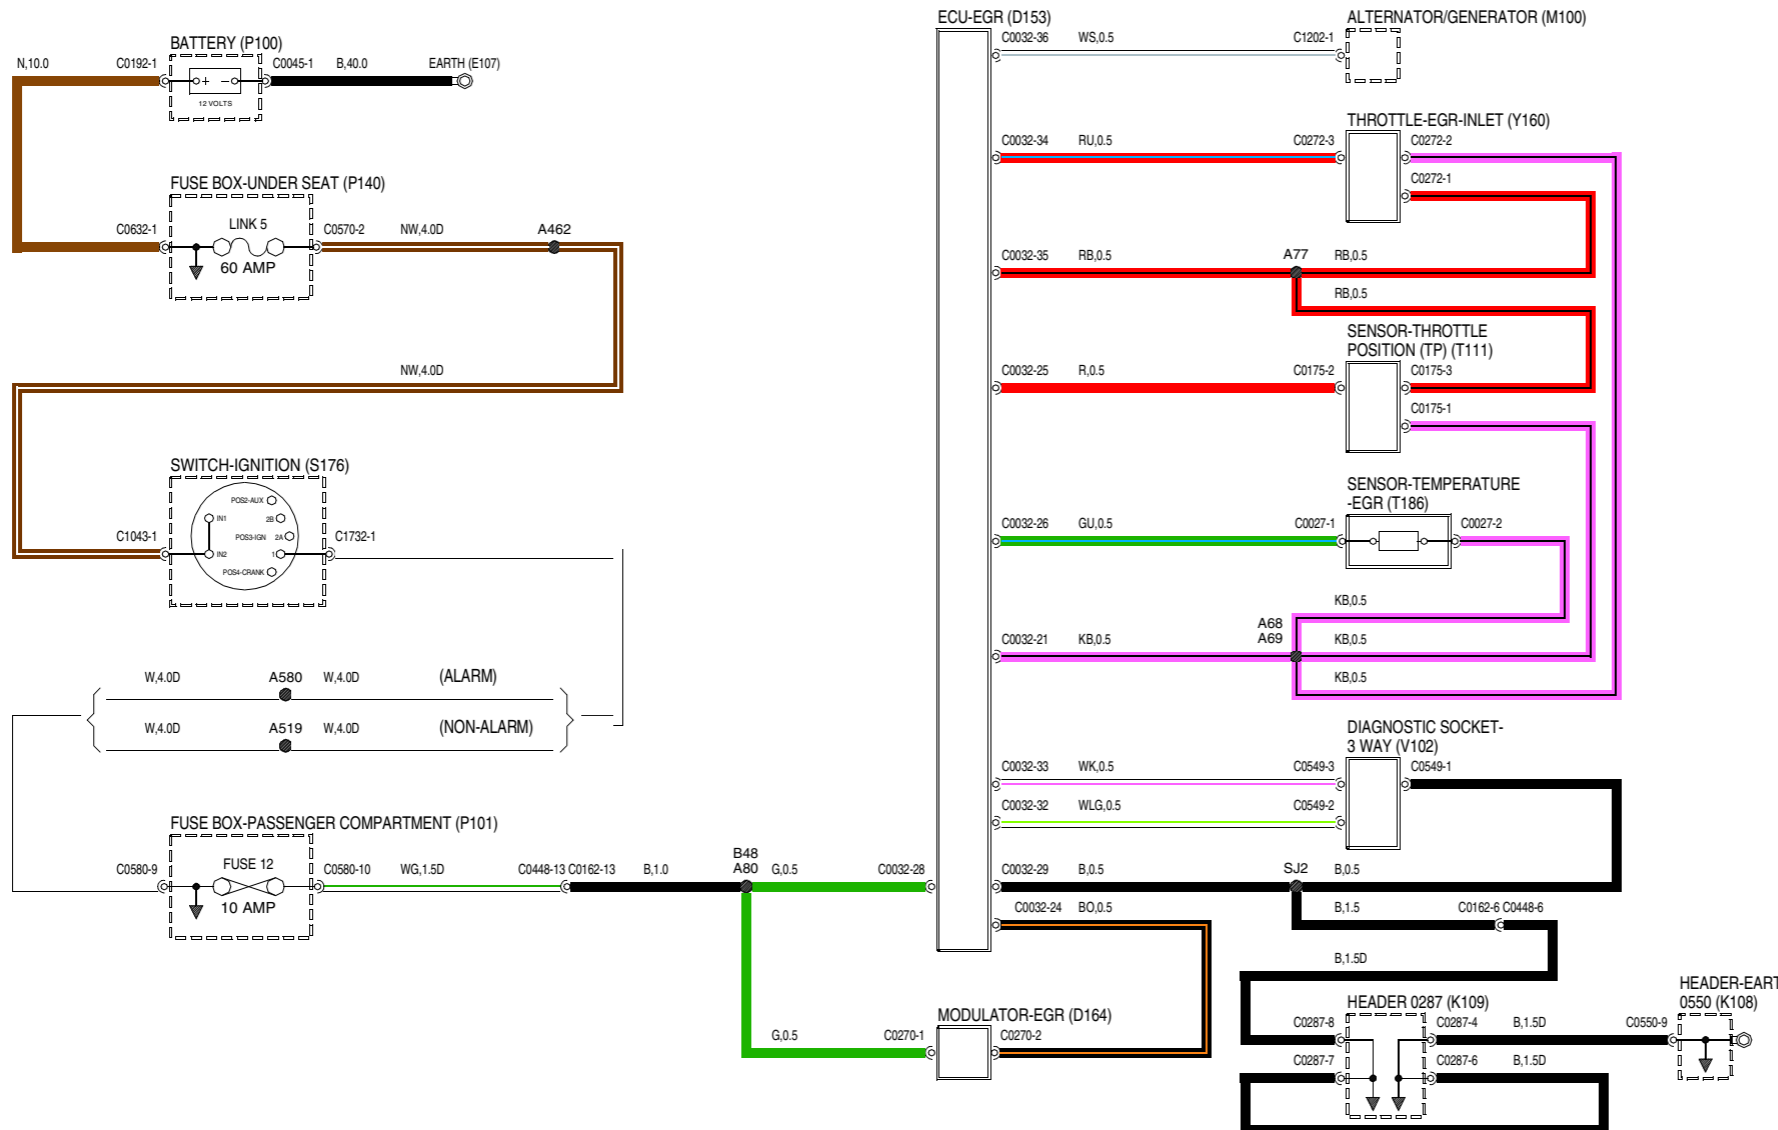 BATTERY (P100)
N,10.0
C0192-1
C0045-1
B,40.0
EARTH (E107)
+ −
12 VOLTS
FUSE BOX-UNDER SEAT (P140)
C0632-1
LINK 5
60 AMP
C0570-2
NW,4.0D
A462
NW,4.0D
SWITCH-IGNITION (S176)
C1043-1
POS2-AUX
IN1
2B
POS3-IGN
2A
IN2
1
POS4-CRANK
C1732-1
W,4.0D
A580
W,4.0D
(ALARM)
W,4.0D
A519
W,4.0D
(NON-ALARM)
FUSE BOX-PASSENGER COMPARTMENT (P101)
C0580-9
FUSE 12
10 AMP
C0580-10
WG,1.5D
C0448-13 C0162-13
B,1.0
B48
A80
G,0.5
C0032-28
G,0.5
C0270-1
MODULATOR-EGR (D164)
C0270-2
ECU-EGR (D153)
C0032-36
WS,0.5
C1202-1
ALTERNATOR/GENERATOR (M100)
C0032-34
RU,0.5
C0272-3
THROTTLE-EGR-INLET (Y160)
C0272-2
C0272-1
C0032-35
RB,0.5
A77
RB,0.5
RB,0.5
SENSOR-THROTTLE
POSITION (TP) (T111)
C0032-25
R,0.5
C0175-2
C0175-3
C0175-1
SENSOR-TEMPERATURE
-EGR (T186)
C0032-26
GU,0.5
C0027-1
C0027-2
KB,0.5
C0032-21
KB,0.5
A68
A69
KB,0.5
KB,0.5
DIAGNOSTIC SOCKET-
3 WAY (V102)
C0032-33
WK,0.5
C0549-3
C0549-1
C0032-32
WLG,0.5
C0549-2
C0032-29
B,0.5
SJ2
B,0.5
C0032-24
BO,0.5
B,1.5
C0162-6 C0448-6
B,1.5D
HEADER 0287 (K109)
C0287-8
C0287-4
B,1.5D
C0550-9
HEADER-EART
0550 (K108)
C0287-7
C0287-6
B,1.5D